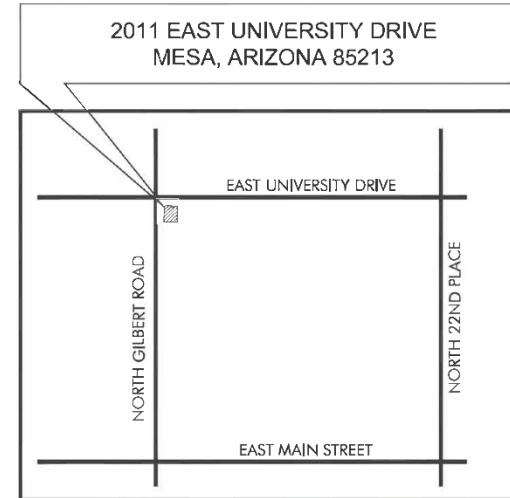 2011 EAST UNIVERSITY DRIVE
MESA, ARIZONA 85213
EAST UNIVERSITY DRIVE
NORTH GILBERT ROAD
NORTH 22ND PLACE
EAST MAIN STREET